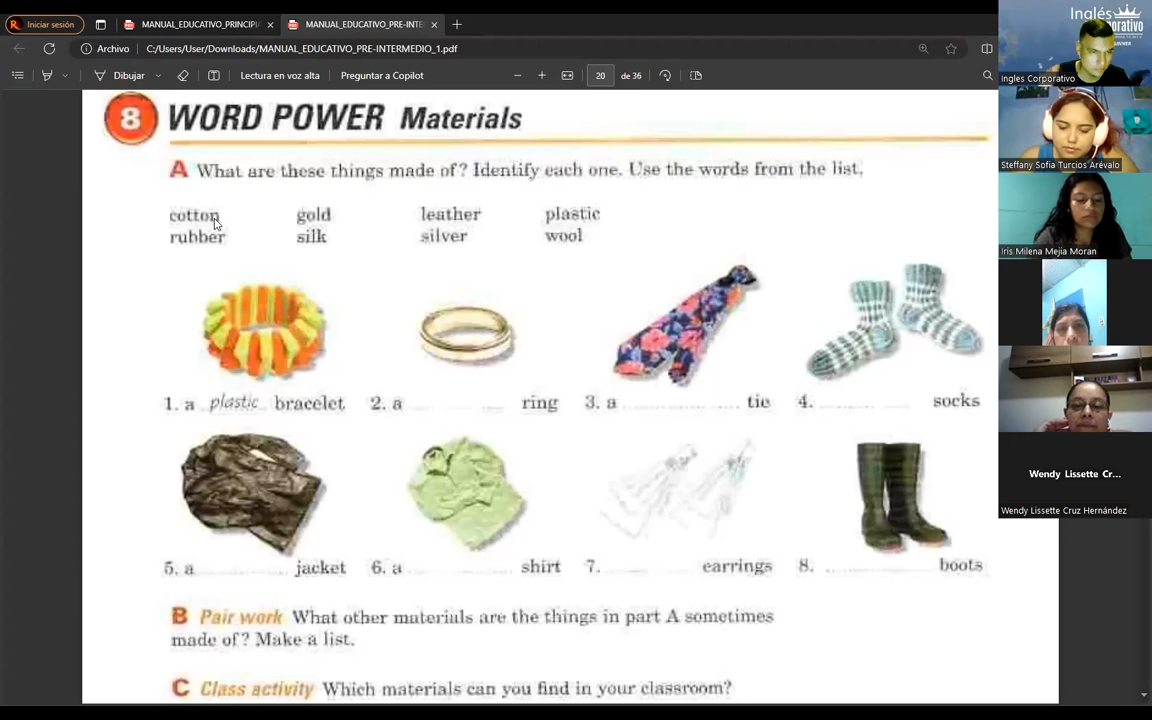 Iniciar sesión
MANUAL_EDUCATIVO_PRINCIPI
MANUAL_EDUCATIVO_PRE-INTE
Archivo
C:/Users/User/Downloads/MANUAL_EDUCATIVO_PRE-INTERMEDIO_1.pdf
Dibujar
Lectura en voz alta
Preguntar a Copilot
20
de 36
8 WORD POWER Materials
A What are these things made of? Identify each one. Use the words from the list.
cotton gold leather plastic
rubber silk silver wool
1. a plastic bracelet 2. a ring 3. a tie 4. socks
5. a jacket 6. a shirt 7. earrings 8. boots
B Pair work What other materials are the things in part A sometimes
made of? Make a list.
C Class activity Which materials can you find in your classroom?
Inglés
Ingles Corporativo
Steffany Sofia Turcios Arévalo
Iris Milena Mejia Moran
Wendy Lissette Cr...
Wendy Lissette Cruz Hernández